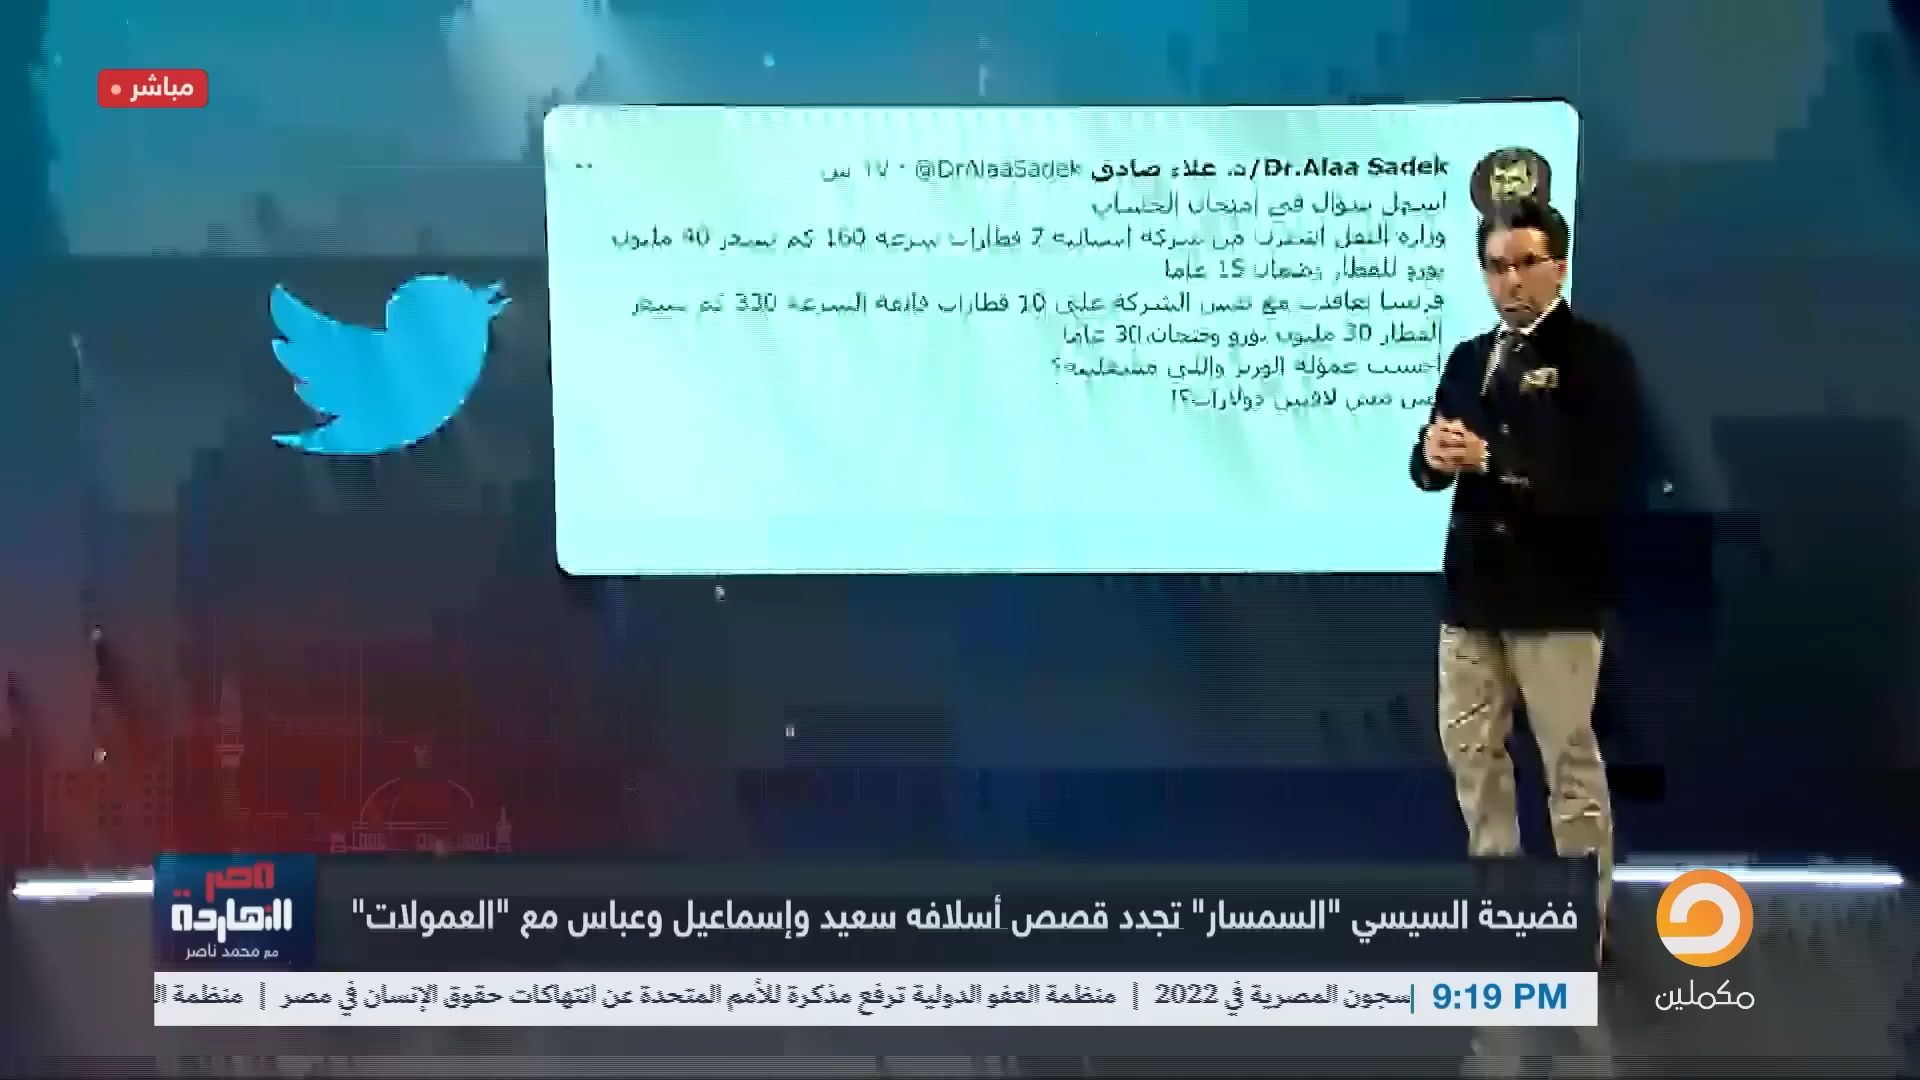 مباشر
Dr.Alaa Sadek/د. علاء صادق @DrAlaaSadek · ١٧ س
اسهل سؤال في امتحان الحساب
وزارة النقل اشترت من شركة اسبانية 7 قطارات سرعة 160 كم بسعر 40 مليون
يورو للقطار وضمان 15 عاما
فرنسا تعاقدت مع نفس الشركة على 10 قطارات فائقة السرعة 330 كم بسعر
القطار 30 مليون يورو وضمان 30 عاما
احسب عمولة الوزير واللي مشغلينه؟
مش لاقيين دولارات؟!
فضيحة السيسي "السمسار" تجدد قصص أسلافه سعيد وإسماعيل وعباس مع "العمولات"
مصر
النهاردة
مع محمد ناصر
9:19 PM
سجون المصرية في 2022 | منظمة العفو الدولية ترفع مذكرة للأمم المتحدة عن انتهاكات حقوق الإنسان في مصر | منظمة ال
مكملين